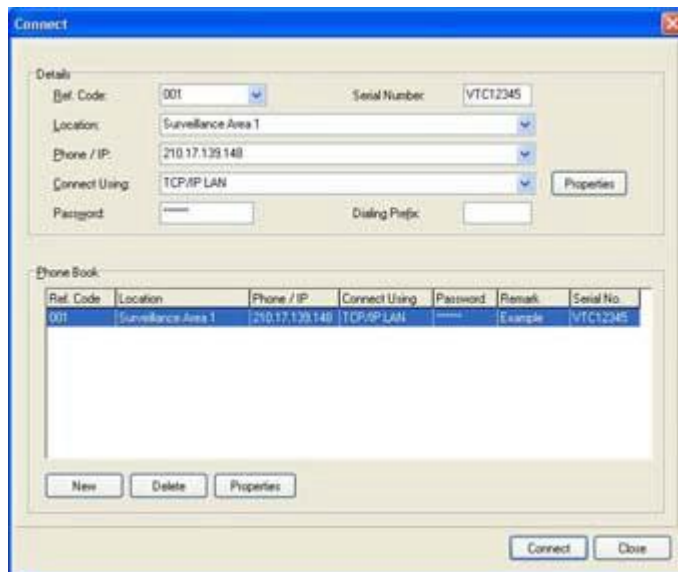 Connect
Details
Ref. Code: 001 Serial Number: VTC12345
Location: Surveillance Area 1
Phone / IP: 210.17.139.148
Connect Using: TCP/IP LAN Properties
Password: ****** Dialing Prefix:
Phone Book
Ref. Code Location Phone / IP Connect Using Password Remark Serial No.
001 Surveillance Area 1 210.17.139.148 TCP/IP LAN ****** Example VTC12345
New Delete Properties
Connect Close